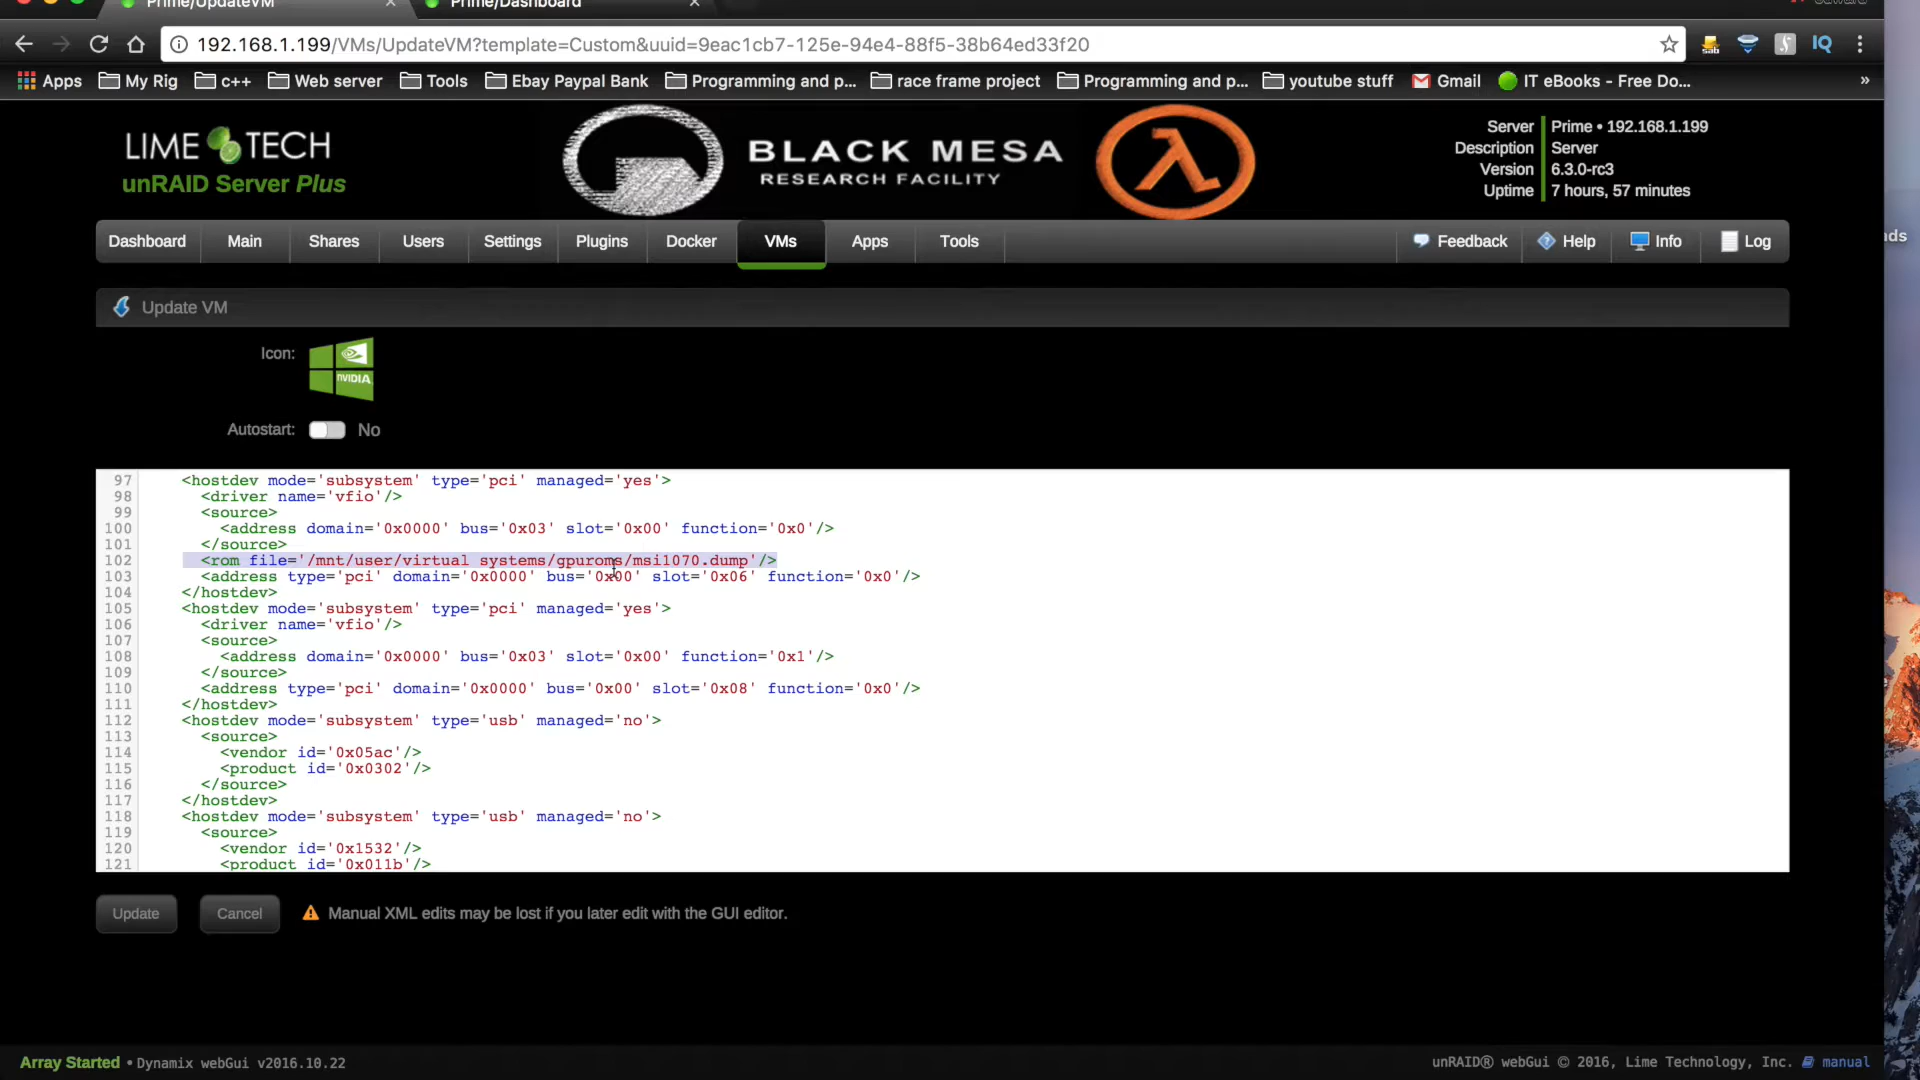 Prime/UpdateVM
Prime/Dashboard
Edward
192.168.1.199/VMs/UpdateVM?template=Custom&uuid=9eac1cb7-125e-94e4-88f5-38b64ed33f20
sab
IQ
Apps My Rig c++ Web server Tools Ebay Paypal Bank Programming and p... race frame project Programming and p... youtube stuff Gmail IT eBooks - Free Do... »
LIME TECH
unRAID Server Plus
BLACK MESA
RESEARCH FACILITY
Server Prime • 192.168.1.199
Description Server
Version 6.3.0-rc3
Uptime 7 hours, 57 minutes
Dashboard Main Shares Users Settings Plugins Docker VMs Apps Tools Feedback Help Info Log
Update VM
Icon:
nVIDIA
Autostart: No
97 <hostdev mode='subsystem' type='pci' managed='yes'>
98 <driver name='vfio'/>
99 <source>
100 <address domain='0x0000' bus='0x03' slot='0x00' function='0x0'/>
101 </source>
102 <rom file='/mnt/user/virtual systems/gpuroms/msi1070.dump'/>
103 <address type='pci' domain='0x0000' bus='0x00' slot='0x06' function='0x0'/>
104 </hostdev>
105 <hostdev mode='subsystem' type='pci' managed='yes'>
106 <driver name='vfio'/>
107 <source>
108 <address domain='0x0000' bus='0x03' slot='0x00' function='0x1'/>
109 </source>
110 <address type='pci' domain='0x0000' bus='0x00' slot='0x08' function='0x0'/>
111 </hostdev>
112 <hostdev mode='subsystem' type='usb' managed='no'>
113 <source>
114 <vendor id='0x05ac'/>
115 <product id='0x0302'/>
116 </source>
117 </hostdev>
118 <hostdev mode='subsystem' type='usb' managed='no'>
119 <source>
120 <vendor id='0x1532'/>
121 <product id='0x011b'/>
Update Cancel Manual XML edits may be lost if you later edit with the GUI editor.
Array Started • Dynamix webGui v2016.10.22
unRAID® webGui © 2016, Lime Technology, Inc. manual